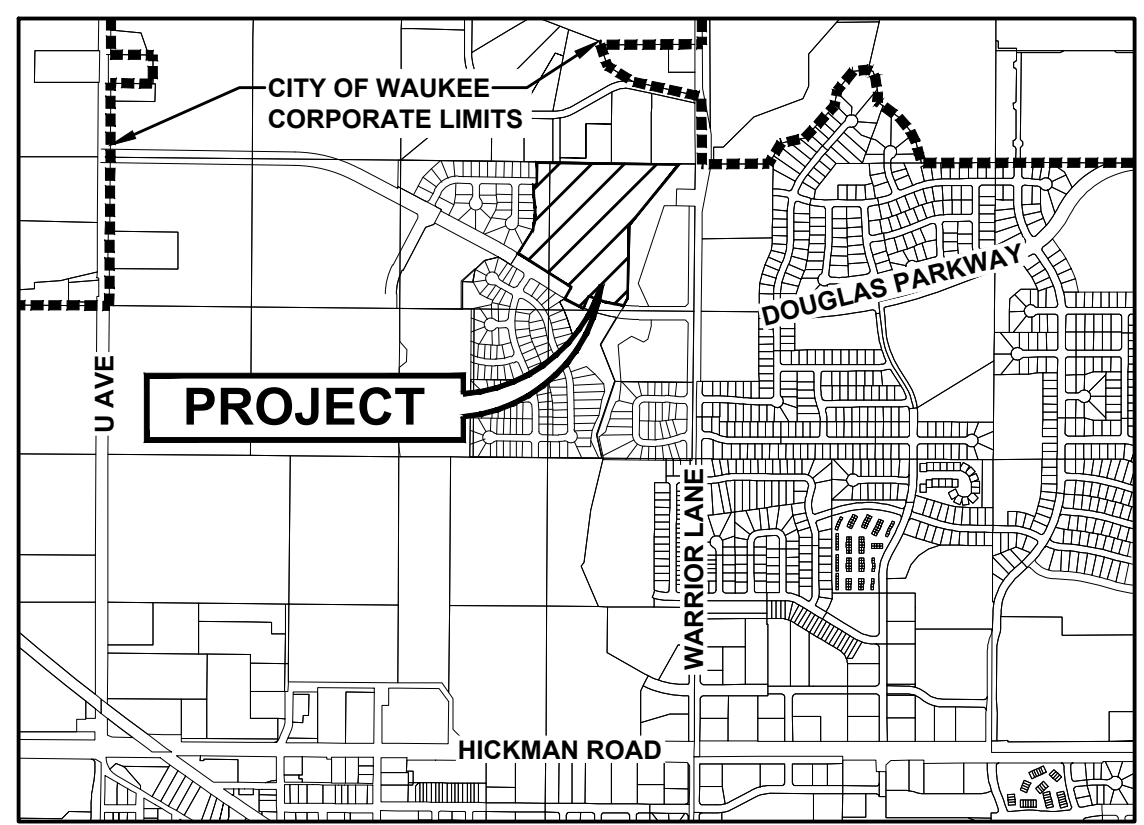 CITY OF WAUKEE
CORPORATE LIMITS
DOUGLAS PARKWAY
U AVE
PROJECT
WARRIOR LANE
HICKMAN ROAD